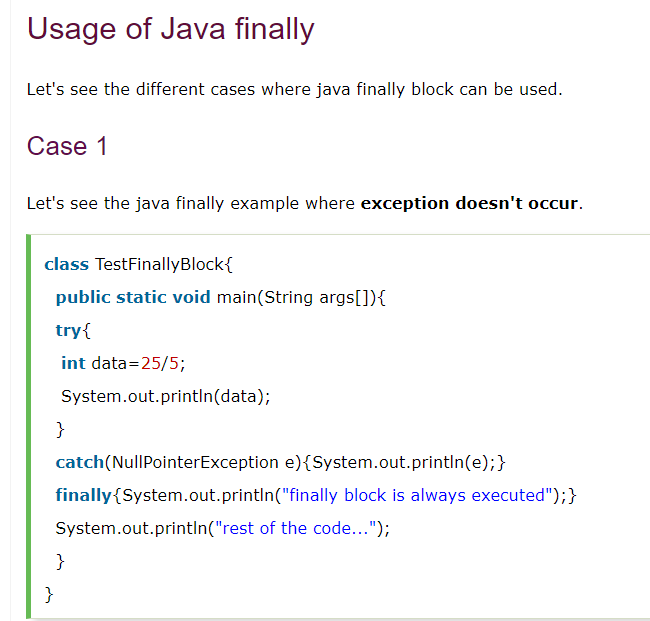 Usage of Java finally
Let's see the different cases where java finally block can be used.
Case 1
Let's see the java finally example where exception doesn't occur.
class TestFinallyBlock{
public static void main(String args[]){
try{
int data=25/5;
System.out.println(data);
}
catch(NullPointerException e){System.out.println(e);}
finally{System.out.println("finally block is always executed");}
System.out.println("rest of the code...");
}
}